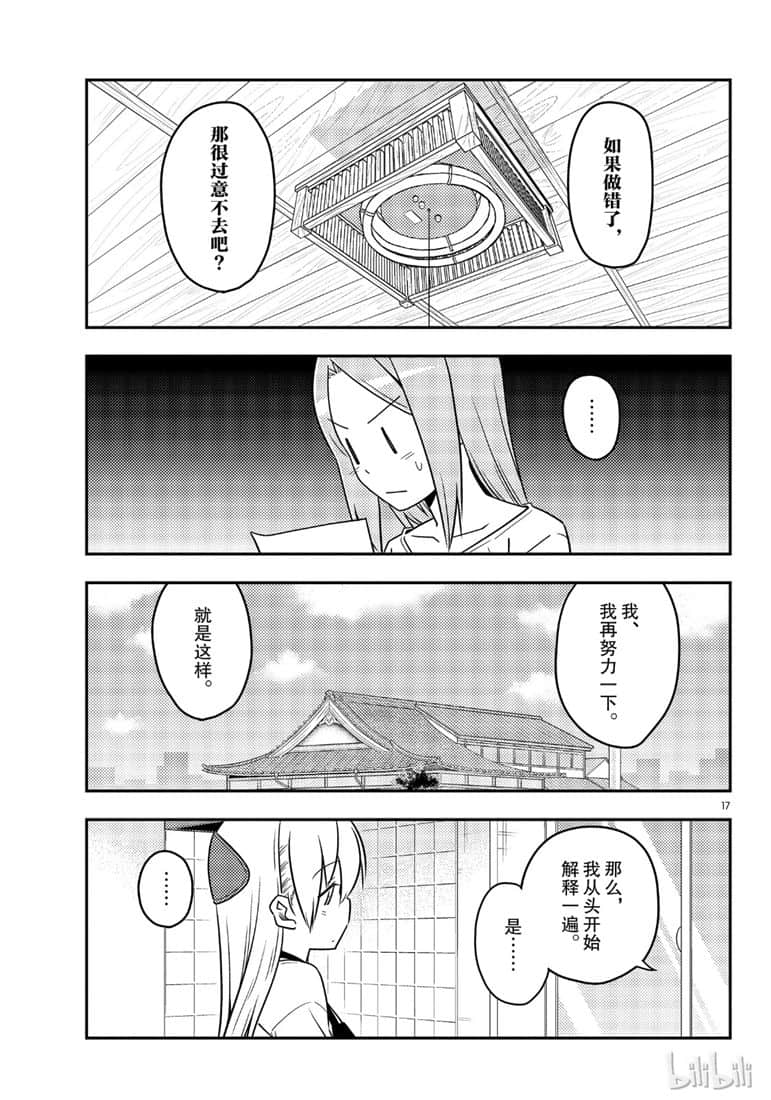 如果做错了，
那很过意不去吧？
……
我、
我再努力一下。
就是这样。
17
那么，
我从头开始
解释一遍。
是……
……
bilibili